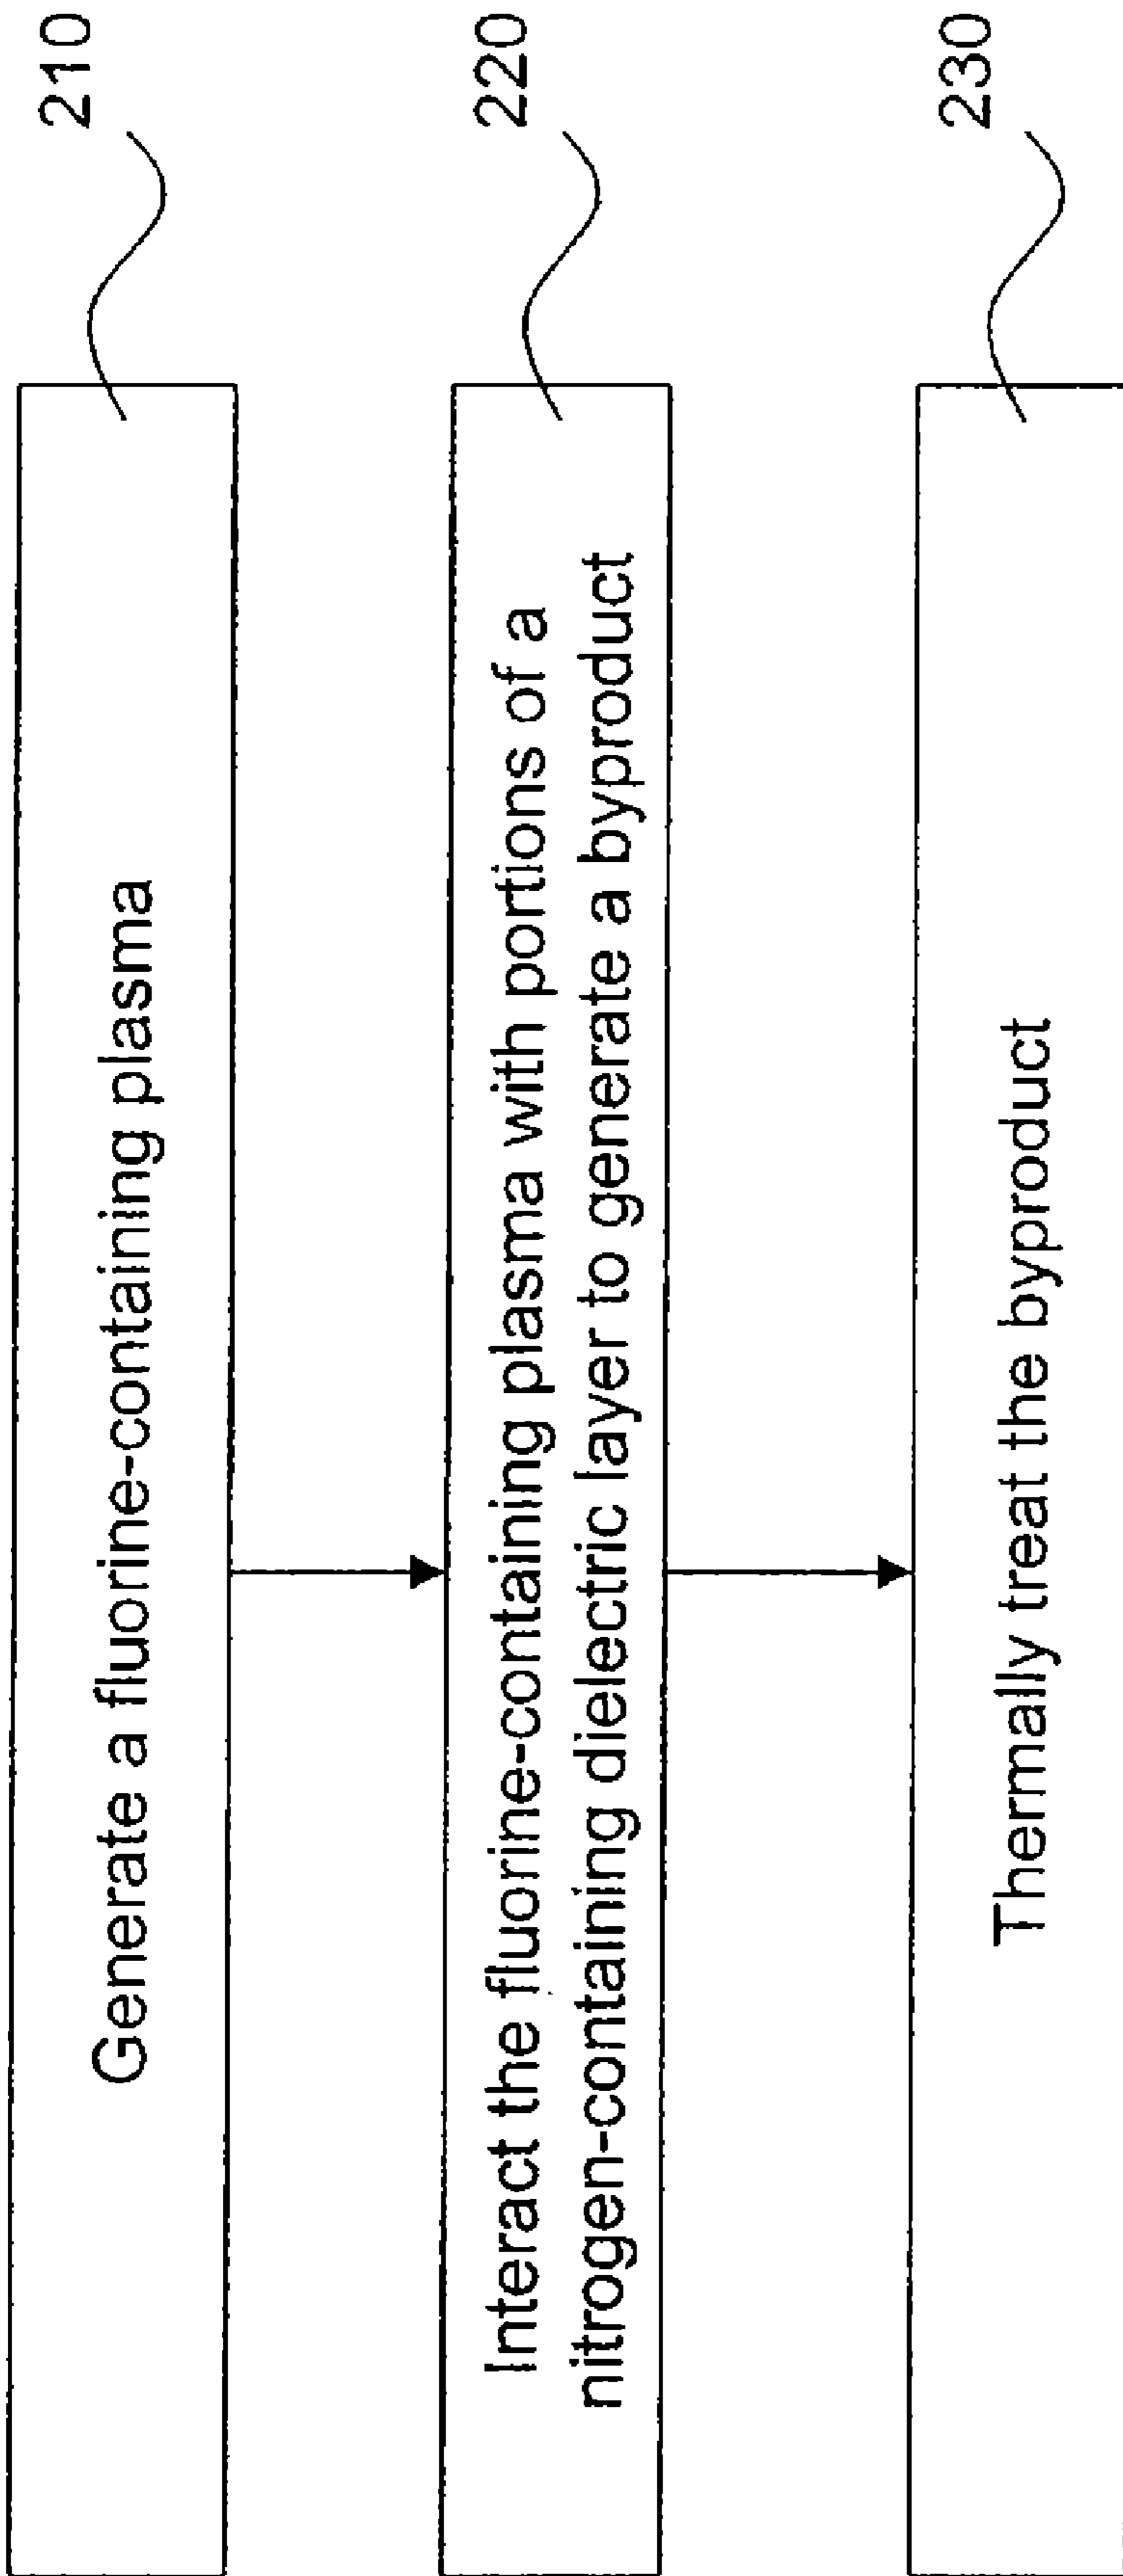 Generate a fluorine-containing plasma
210
Interact the fluorine-containing plasma with portions of a
nitrogen-containing dielectric layer to generate a byproduct
220
Thermally treat the byproduct
230